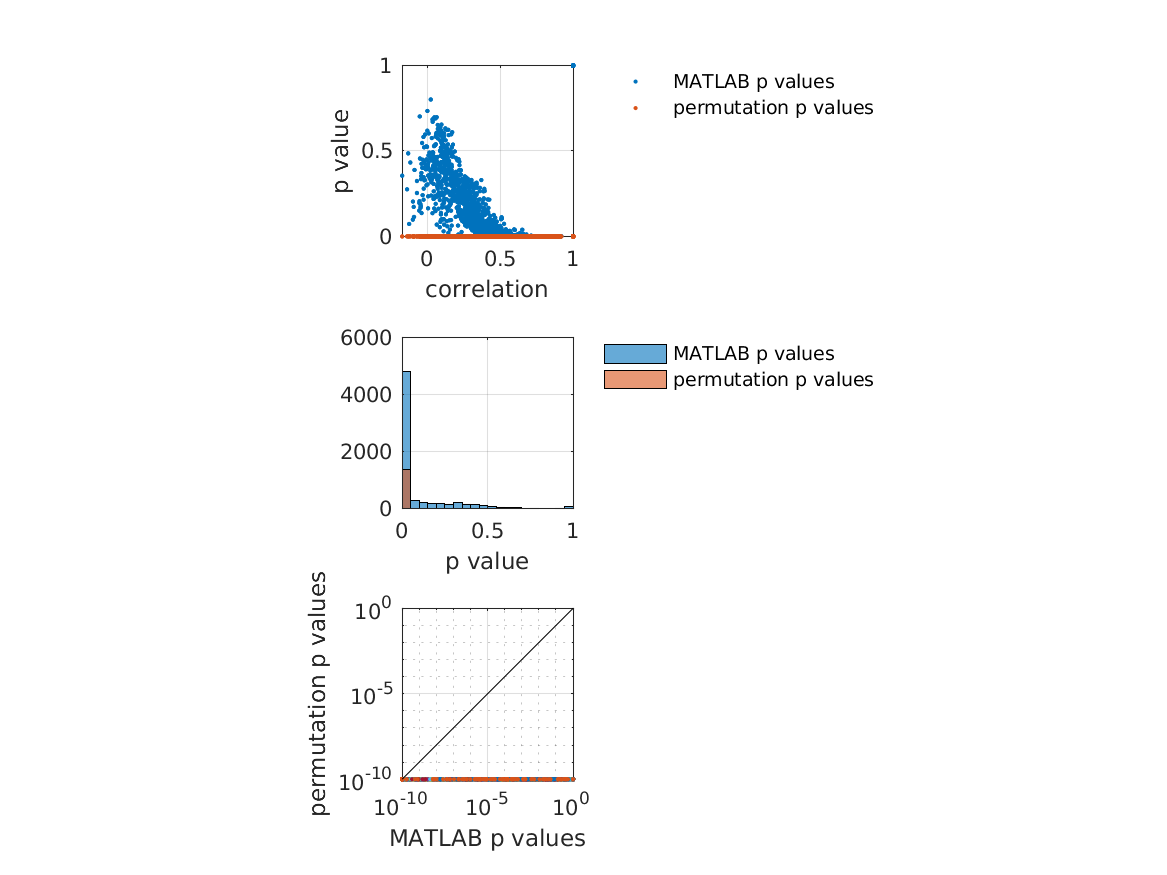 1
0.5
0
p value
0
0.5
1
correlation
MATLAB p values
permutation p values
6000
4000
2000
0
0
0.5
1
p value
MATLAB p values
permutation p values
10^0
10^-5
10^-10
permutation p values
10^-10
10^-5
10^0
MATLAB p values